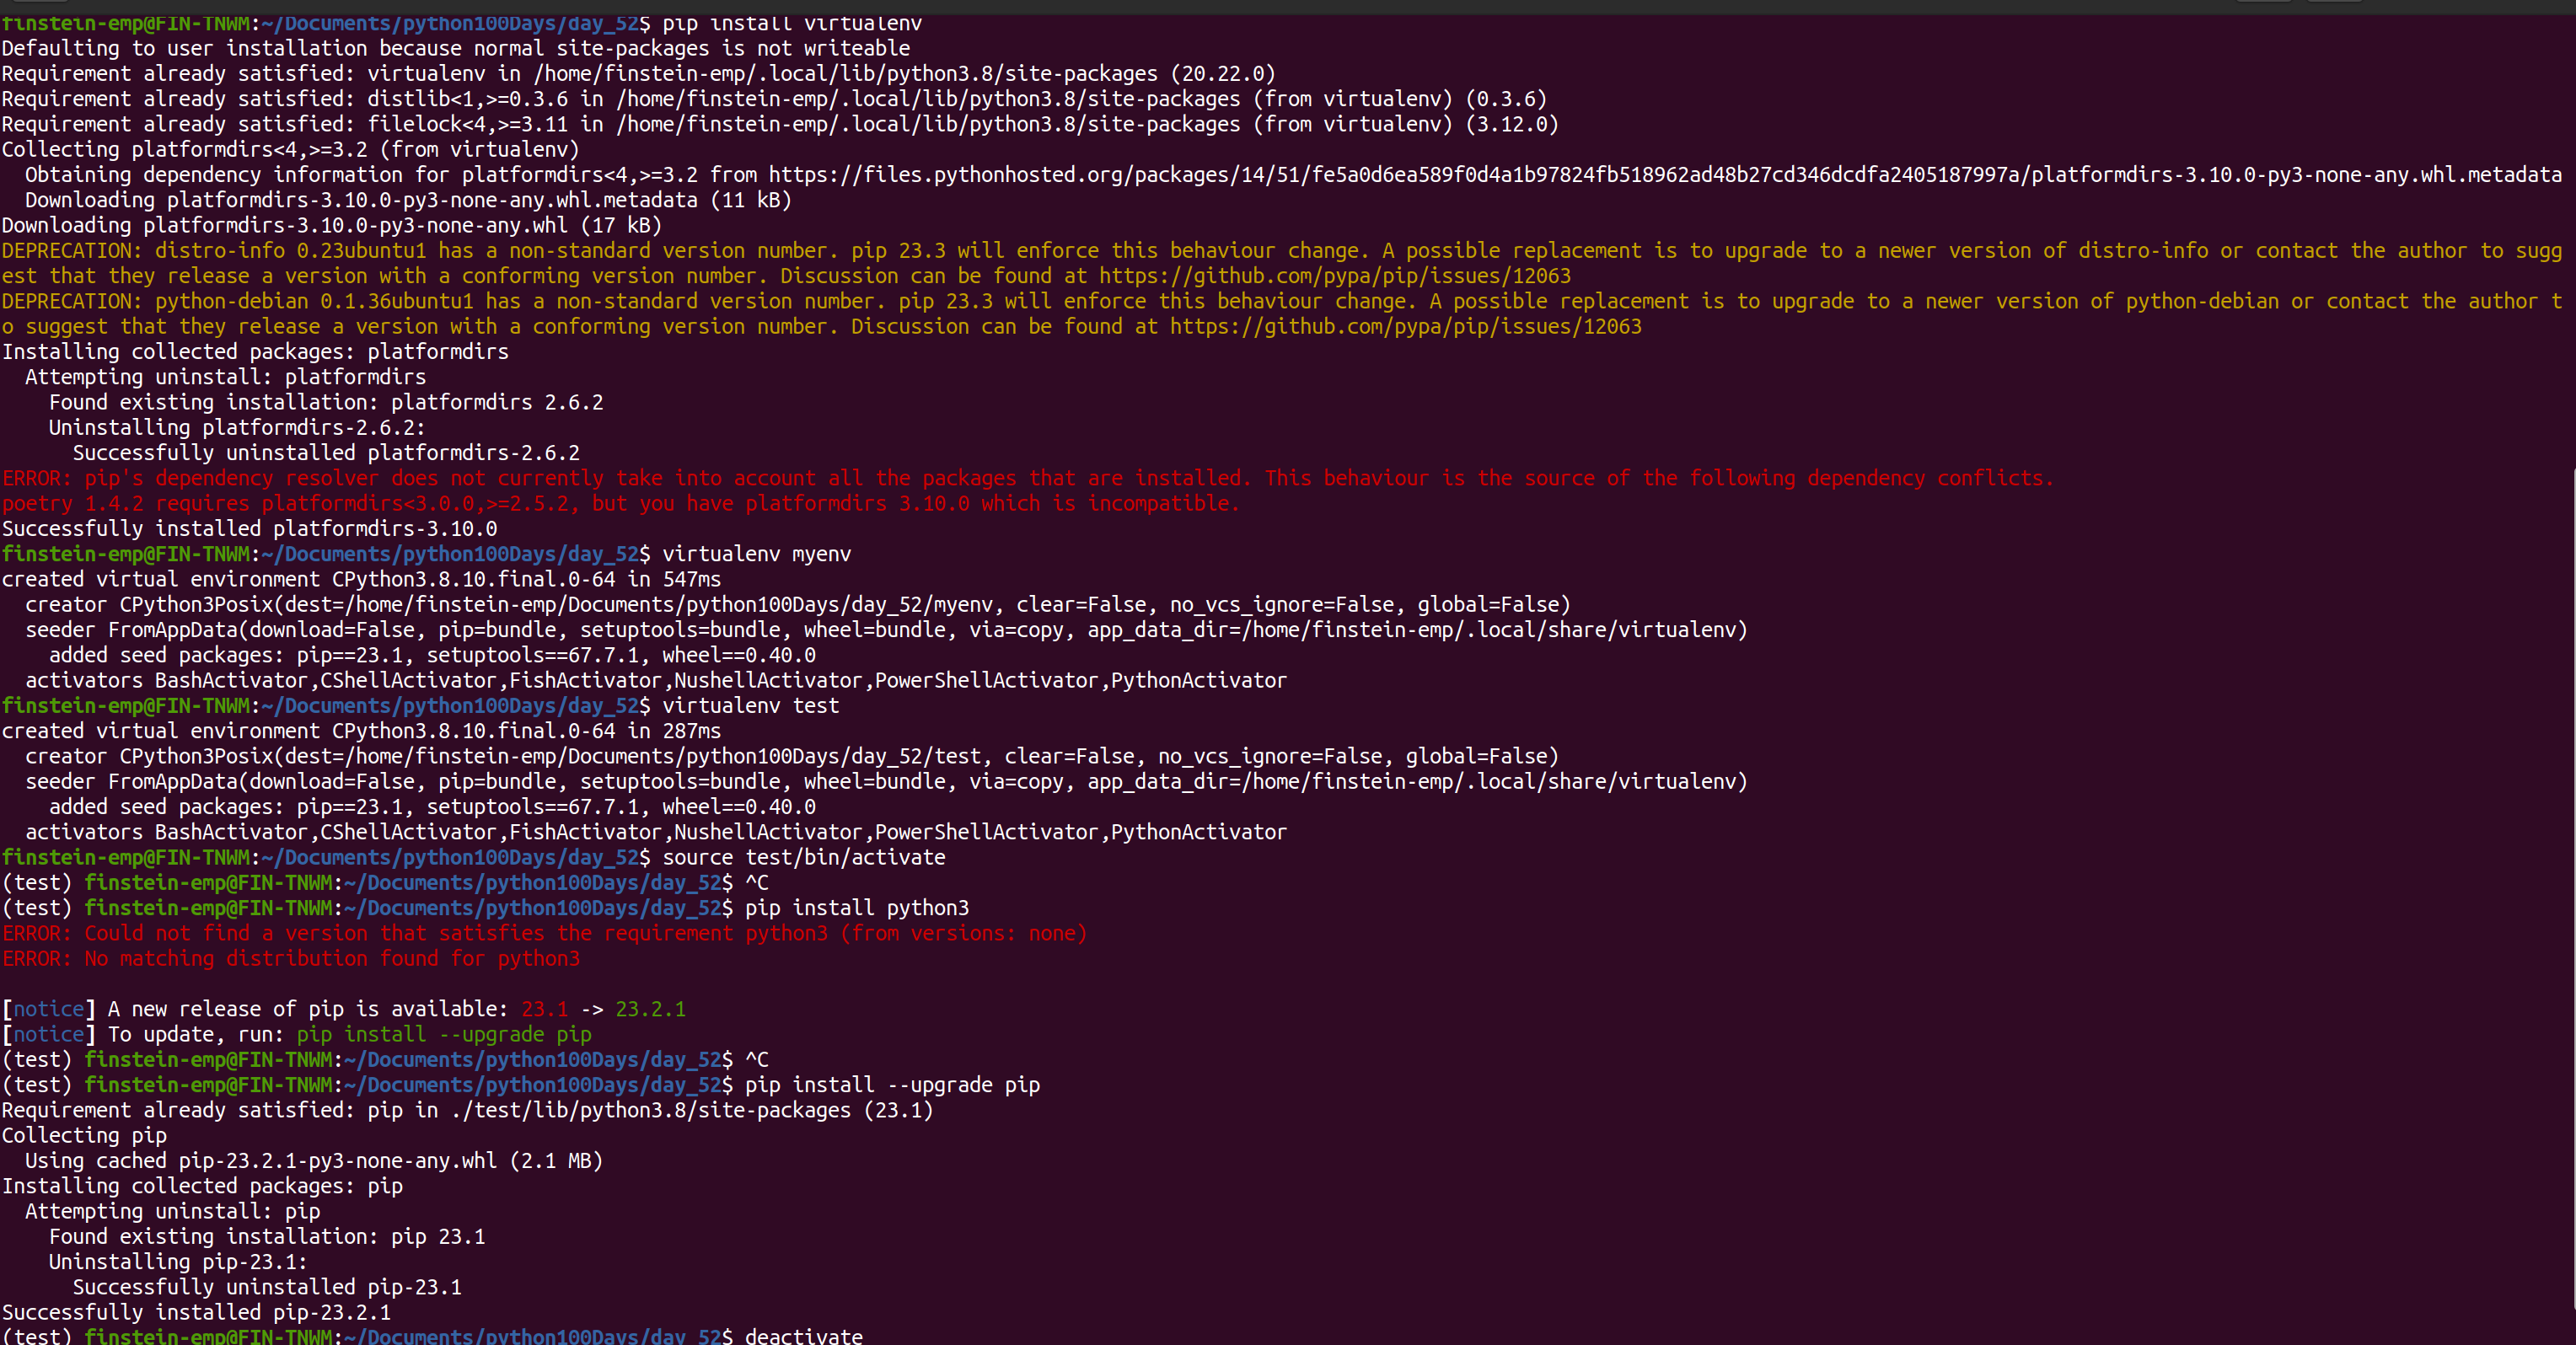 finstein-emp@FIN-TNWM:~/Documents/python100Days/day_52$ pip install virtualenv
Defaulting to user installation because normal site-packages is not writeable
Requirement already satisfied: virtualenv in /home/finstein-emp/.local/lib/python3.8/site-packages (20.22.0)
Requirement already satisfied: distlib<1,>=0.3.6 in /home/finstein-emp/.local/lib/python3.8/site-packages (from virtualenv) (0.3.6)
Requirement already satisfied: filelock<4,>=3.11 in /home/finstein-emp/.local/lib/python3.8/site-packages (from virtualenv) (3.12.0)
Collecting platformdirs<4,>=3.2 (from virtualenv)
  Obtaining dependency information for platformdirs<4,>=3.2 from https://files.pythonhosted.org/packages/14/51/fe5a0d6ea589f0d4a1b97824fb518962ad48b27cd346dcdfa2405187997a/platformdirs-3.10.0-py3-none-any.whl.metadata
  Downloading platformdirs-3.10.0-py3-none-any.whl.metadata (11 kB)
Downloading platformdirs-3.10.0-py3-none-any.whl (17 kB)
DEPRECATION: distro-info 0.23ubuntu1 has a non-standard version number. pip 23.3 will enforce this behaviour change. A possible replacement is to upgrade to a newer version of distro-info or contact the author to sugg
est that they release a version with a conforming version number. Discussion can be found at https://github.com/pypa/pip/issues/12063
DEPRECATION: python-debian 0.1.36ubuntu1 has a non-standard version number. pip 23.3 will enforce this behaviour change. A possible replacement is to upgrade to a newer version of python-debian or contact the author t
o suggest that they release a version with a conforming version number. Discussion can be found at https://github.com/pypa/pip/issues/12063
Installing collected packages: platformdirs
  Attempting uninstall: platformdirs
    Found existing installation: platformdirs 2.6.2
    Uninstalling platformdirs-2.6.2:
      Successfully uninstalled platformdirs-2.6.2
ERROR: pip's dependency resolver does not currently take into account all the packages that are installed. This behaviour is the source of the following dependency conflicts.
poetry 1.4.2 requires platformdirs<3.0.0,>=2.5.2, but you have platformdirs 3.10.0 which is incompatible.
Successfully installed platformdirs-3.10.0
finstein-emp@FIN-TNWM:~/Documents/python100Days/day_52$ virtualenv myenv
created virtual environment CPython3.8.10.final.0-64 in 547ms
  creator CPython3Posix(dest=/home/finstein-emp/Documents/python100Days/day_52/myenv, clear=False, no_vcs_ignore=False, global=False)
  seeder FromAppData(download=False, pip=bundle, setuptools=bundle, wheel=bundle, via=copy, app_data_dir=/home/finstein-emp/.local/share/virtualenv)
    added seed packages: pip==23.1, setuptools==67.7.1, wheel==0.40.0
  activators BashActivator,CShellActivator,FishActivator,NushellActivator,PowerShellActivator,PythonActivator
finstein-emp@FIN-TNWM:~/Documents/python100Days/day_52$ virtualenv test
created virtual environment CPython3.8.10.final.0-64 in 287ms
  creator CPython3Posix(dest=/home/finstein-emp/Documents/python100Days/day_52/test, clear=False, no_vcs_ignore=False, global=False)
  seeder FromAppData(download=False, pip=bundle, setuptools=bundle, wheel=bundle, via=copy, app_data_dir=/home/finstein-emp/.local/share/virtualenv)
    added seed packages: pip==23.1, setuptools==67.7.1, wheel==0.40.0
  activators BashActivator,CShellActivator,FishActivator,NushellActivator,PowerShellActivator,PythonActivator
finstein-emp@FIN-TNWM:~/Documents/python100Days/day_52$ source test/bin/activate
(test) finstein-emp@FIN-TNWM:~/Documents/python100Days/day_52$ ^C
(test) finstein-emp@FIN-TNWM:~/Documents/python100Days/day_52$ pip install python3
ERROR: Could not find a version that satisfies the requirement python3 (from versions: none)
ERROR: No matching distribution found for python3
[notice] A new release of pip is available: 23.1 -> 23.2.1
[notice] To update, run: pip install --upgrade pip
(test) finstein-emp@FIN-TNWM:~/Documents/python100Days/day_52$ ^C
(test) finstein-emp@FIN-TNWM:~/Documents/python100Days/day_52$ pip install --upgrade pip
Requirement already satisfied: pip in ./test/lib/python3.8/site-packages (23.1)
Collecting pip
  Using cached pip-23.2.1-py3-none-any.whl (2.1 MB)
Installing collected packages: pip
  Attempting uninstall: pip
    Found existing installation: pip 23.1
    Uninstalling pip-23.1:
      Successfully uninstalled pip-23.1
Successfully installed pip-23.2.1
(test) finstein-emp@FIN-TNWM:~/Documents/python100Days/day_52$ deactivate